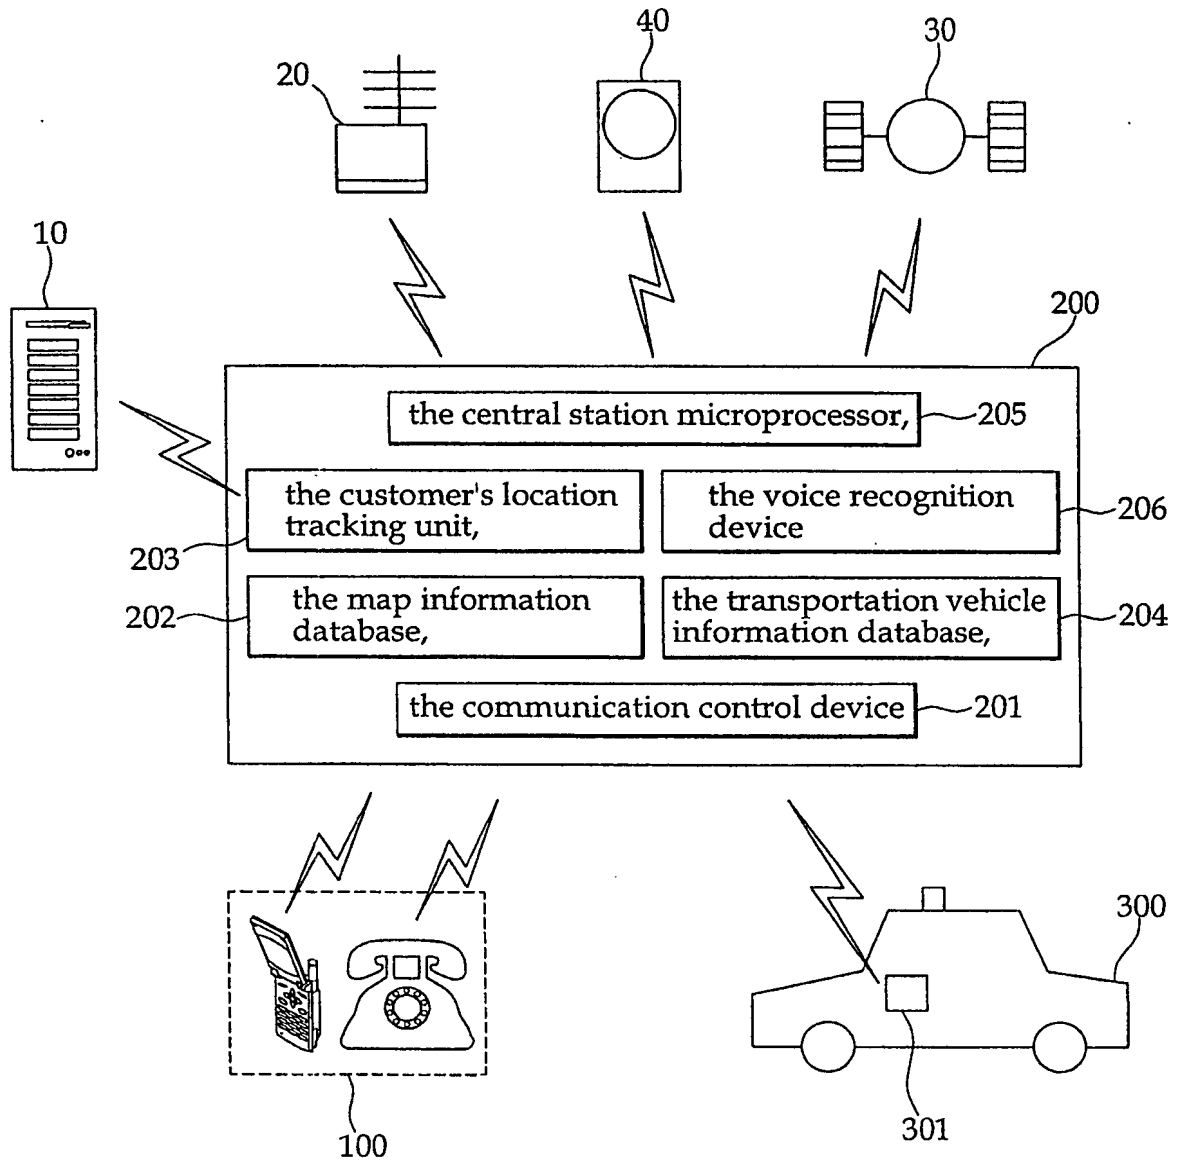 40
30
20
10
200
the central station microprocessor,
205
the customer's location
tracking unit,
203
the voice recognition
device
206
the map information
database,
202
the transportation vehicle
information database,
204
the communication control device
201
300
301
100